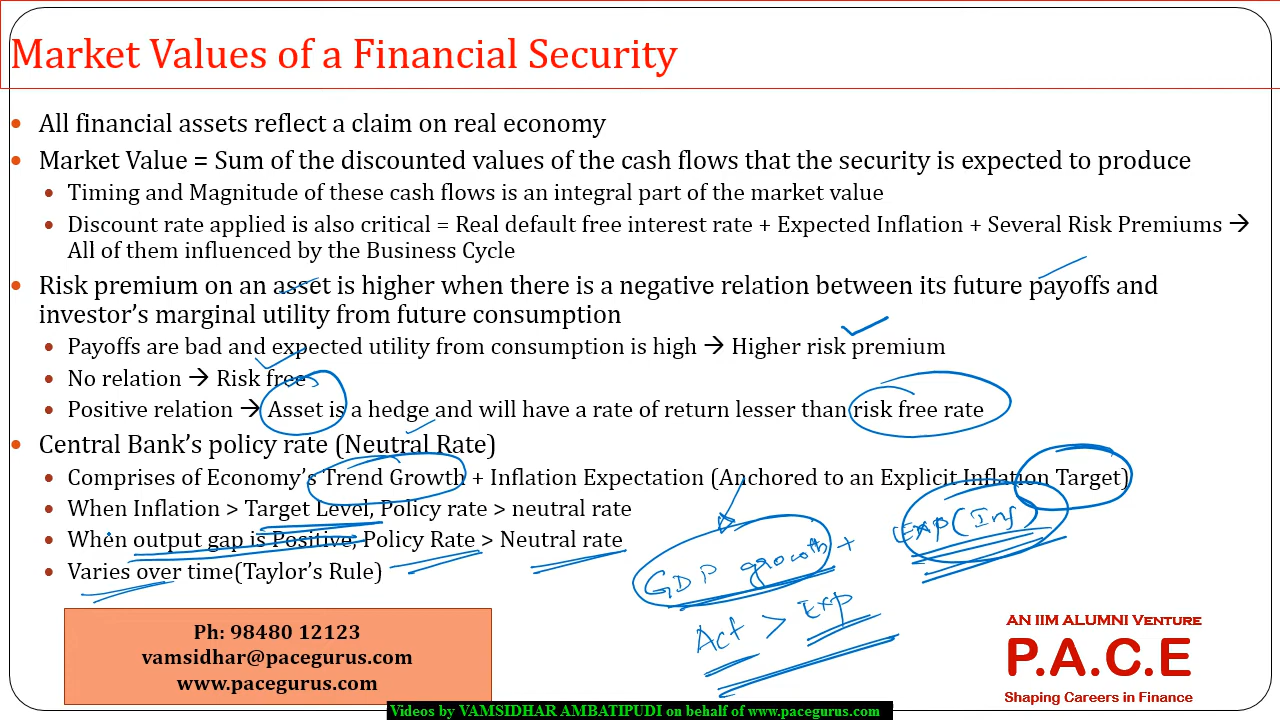 Market Values of a Financial Security
• All financial assets reflect a claim on real economy
• Market Value = Sum of the discounted values of the cash flows that the security is expected to produce
• Timing and Magnitude of these cash flows is an integral part of the market value
• Discount rate applied is also critical = Real default free interest rate + Expected Inflation + Several Risk Premiums →
All of them influenced by the Business Cycle
• Risk premium on an asset is higher when there is a negative relation between its future payoffs and
investor's marginal utility from future consumption
• Payoffs are bad and expected utility from consumption is high → Higher risk premium
• No relation → Risk free
• Positive relation → Asset is a hedge and will have a rate of return lesser than risk free rate
• Central Bank's policy rate (Neutral Rate)
• Comprises of Economy's Trend Growth + Inflation Expectation (Anchored to an Explicit Inflation Target)
• When Inflation > Target Level, Policy rate > neutral rate
• When output gap is Positive, Policy Rate > Neutral rate
• Varies over time(Taylor's Rule)
GDP growth + Exp(Inf)
Act > Exp
Ph: 98480 12123
vamsidhar@pacegurus.com
www.pacegurus.com
AN IIM ALUMNI VENTURE
P.A.C.E
Shaping Careers in Finance
Videos by VAMSIDHAR AMBATIPUDI on behalf of www.pacegurus.com